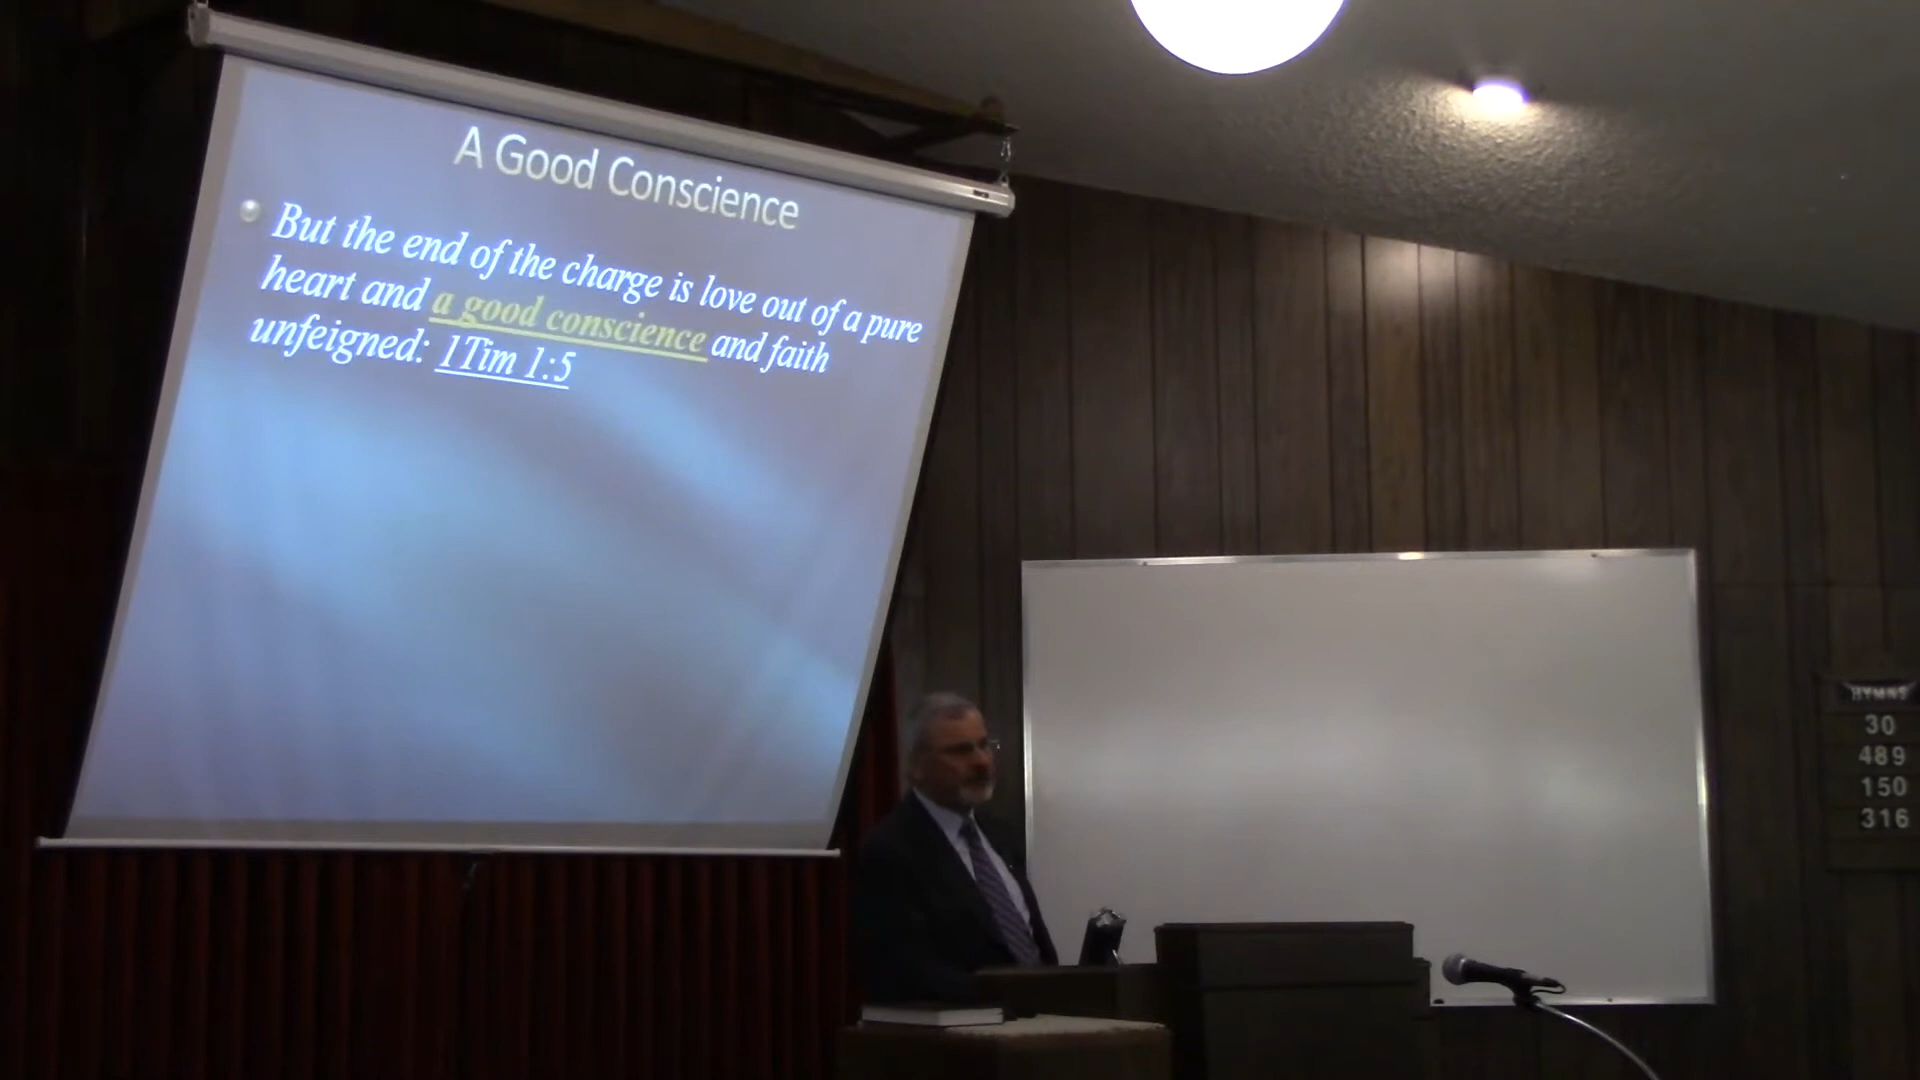 A Good Conscience
But the end of the charge is love out of a pure
heart and a good conscience and faith
unfeigned: 1Tim 1:5
HYMNS
30
489
150
316